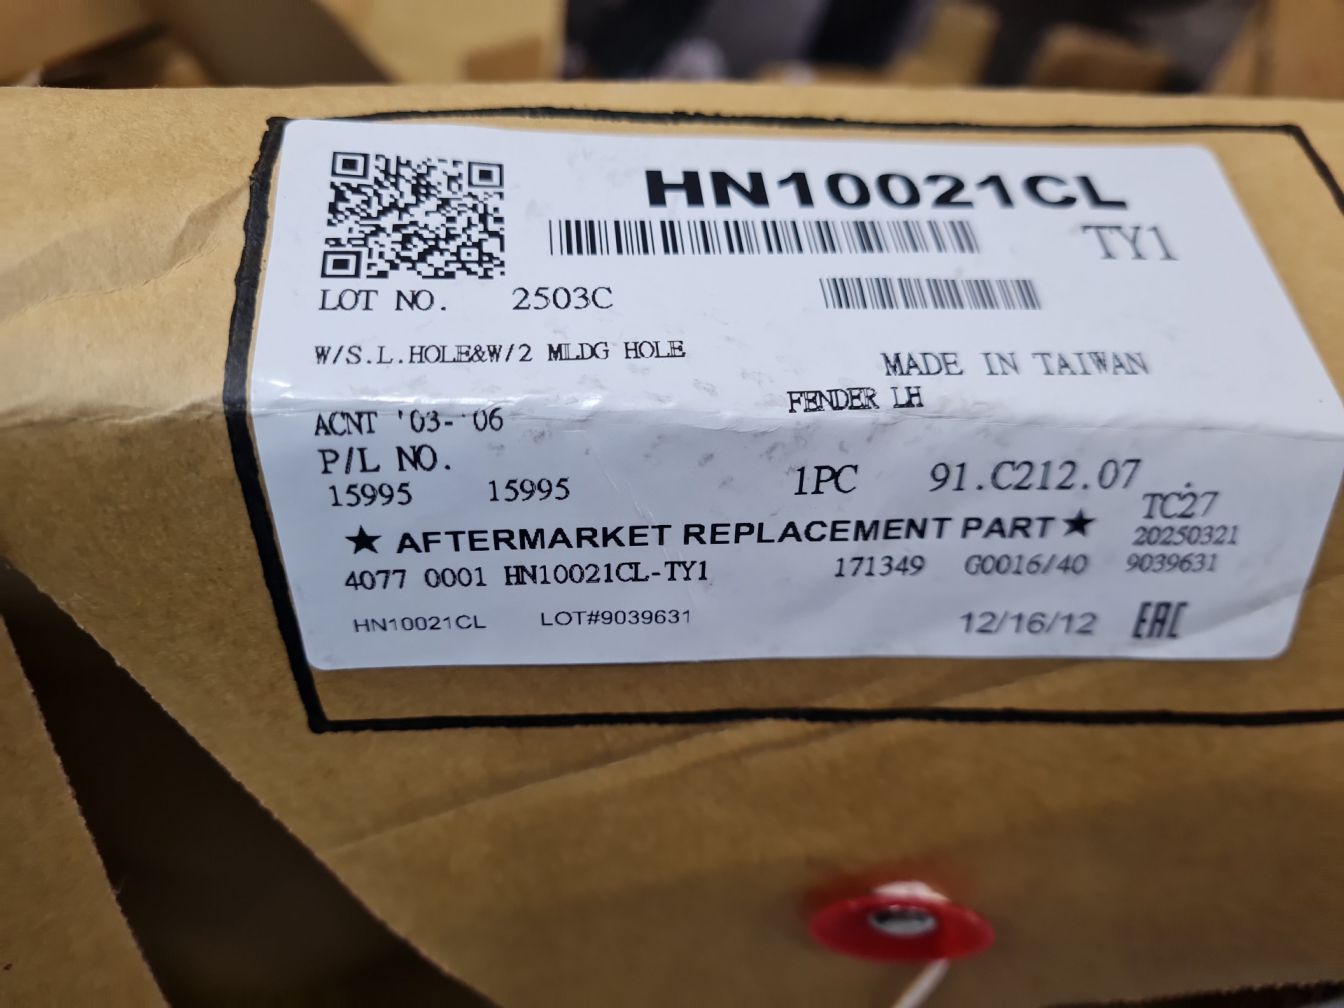 HN10021CL
TY1
LOT NO. 2503C
W/S.L.HOLE&W/2 MLDG HOLE
MADE IN TAIWAN
FENDER LH
ACNT '03-'06
P/L NO.
15995 15995
1PC 91.C212.07
TC27
★ AFTERMARKET REPLACEMENT PART ★
20250321
4077 0001 HN10021CL-TY1 171349 G0016/40 9039631
HN10021CL LOT#9039631 12/16/12 EAC